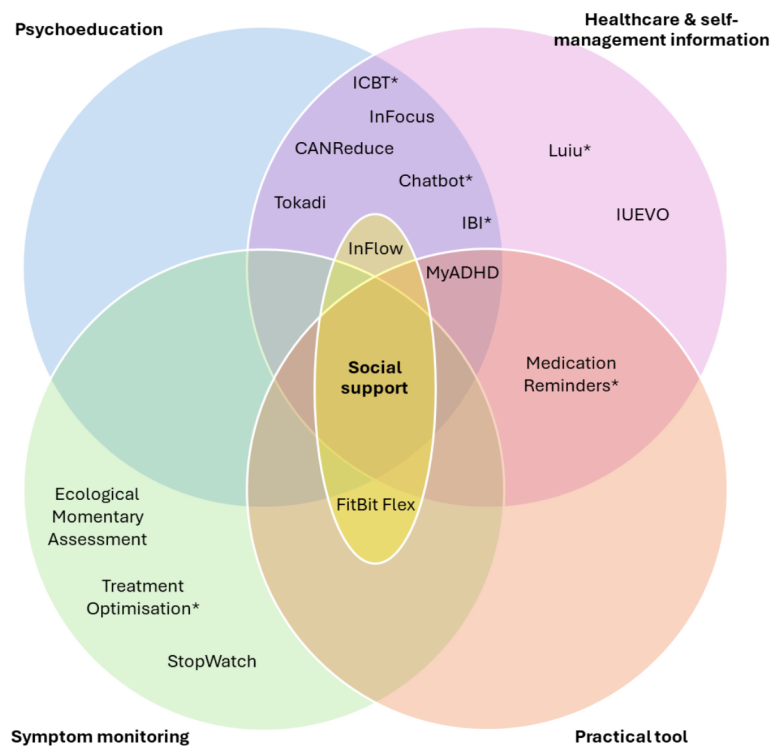 Psychoeducation
Healthcare & self-
management information
ICBT*
InFocus
CANReduce
Luiu*
Chatbot*
Tokadi
IUEVO
IBI*
InFlow
MyADHD
Social
support
Medication
Reminders*
Ecological
Momentary
Assessment
FitBit Flex
Treatment
Optimisation*
StopWatch
Symptom monitoring
Practical tool